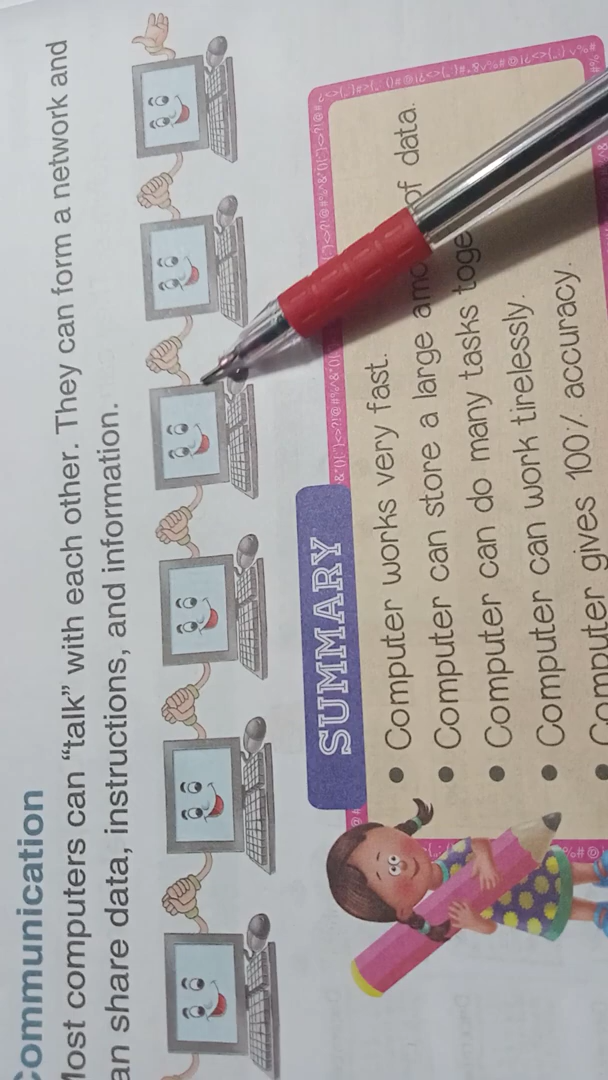 Communication
Most computers can "talk" with each other. They can form a network and
can share data, instructions, and information.
SUMMARY
• Computer works very fast.
• Computer can store a large of data.
• Computer can do many tasks
• Computer can work tirelessly.
• Computer gives 100% accuracy.